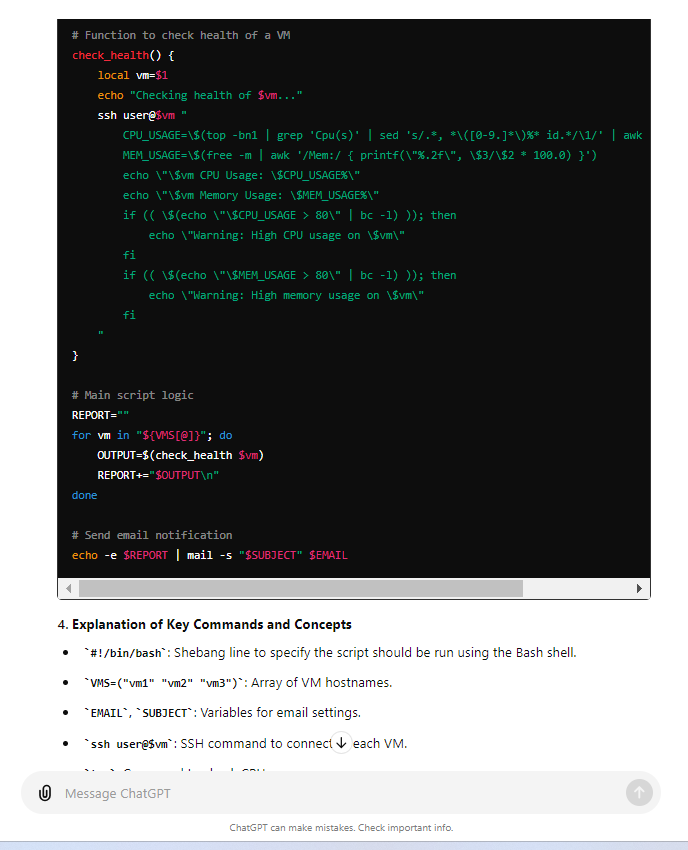 # Function to check health of a VM
check_health() {
    local vm=$1
    echo "Checking health of $vm..."
    ssh user@$vm "
        CPU_USAGE=\$(top -bn1 | grep 'Cpu(s)' | sed 's/.*, *\([0-9.]*\)%* id.*/\1/' | awk
        MEM_USAGE=\$(free -m | awk '/Mem:/ { printf(\"%.2f\", \$3/\$2 * 100.0) }')
        echo \"\$vm CPU Usage: \$CPU_USAGE%\"
        echo \"\$vm Memory Usage: \$MEM_USAGE%\"
        if (( \$(echo \"\$CPU_USAGE > 80\" | bc -l) )); then
            echo \"Warning: High CPU usage on \$vm\"
        fi
        if (( \$(echo \"\$MEM_USAGE > 80\" | bc -l) )); then
            echo \"Warning: High memory usage on \$vm\"
        fi
    "
}
# Main script logic
REPORT=""
for vm in "${VMS[@]}"; do
    OUTPUT=$(check_health $vm)
    REPORT+="$OUTPUT\n"
done
# Send email notification
echo -e $REPORT | mail -s "$SUBJECT" $EMAIL
4. Explanation of Key Commands and Concepts
• `#!/bin/bash`: Shebang line to specify the script should be run using the Bash shell.
• `VMS=("vm1" "vm2" "vm3")`: Array of VM hostnames.
• `EMAIL`, `SUBJECT`: Variables for email settings.
• `ssh user@$vm`: SSH command to connect each VM.
Message ChatGPT
ChatGPT can make mistakes. Check important info.